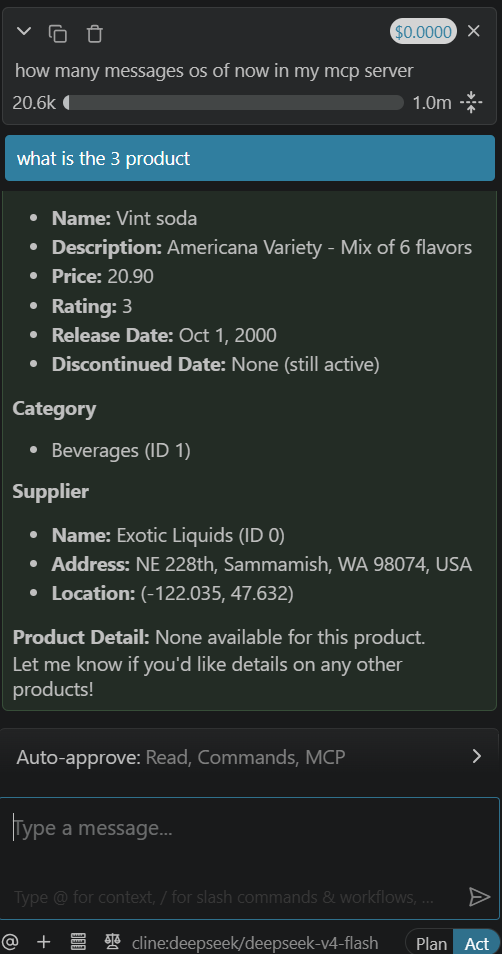 $0.0000
how many messages os of now in my mcp server
20.6k 1.0m
what is the 3 product
• Name: Vint soda
• Description: Americana Variety - Mix of 6 flavors
• Price: 20.90
• Rating: 3
• Release Date: Oct 1, 2000
• Discontinued Date: None (still active)
Category
• Beverages (ID 1)
Supplier
• Name: Exotic Liquids (ID 0)
• Address: NE 228th, Sammamish, WA 98074, USA
• Location: (-122.035, 47.632)
Product Detail: None available for this product.
Let me know if you'd like details on any other
products!
Auto-approve: Read, Commands, MCP
Type a message...
Type @ for context, / for slash commands & workflows, ...
@ + cline:deepseek/deepseek-v4-flash Plan Act